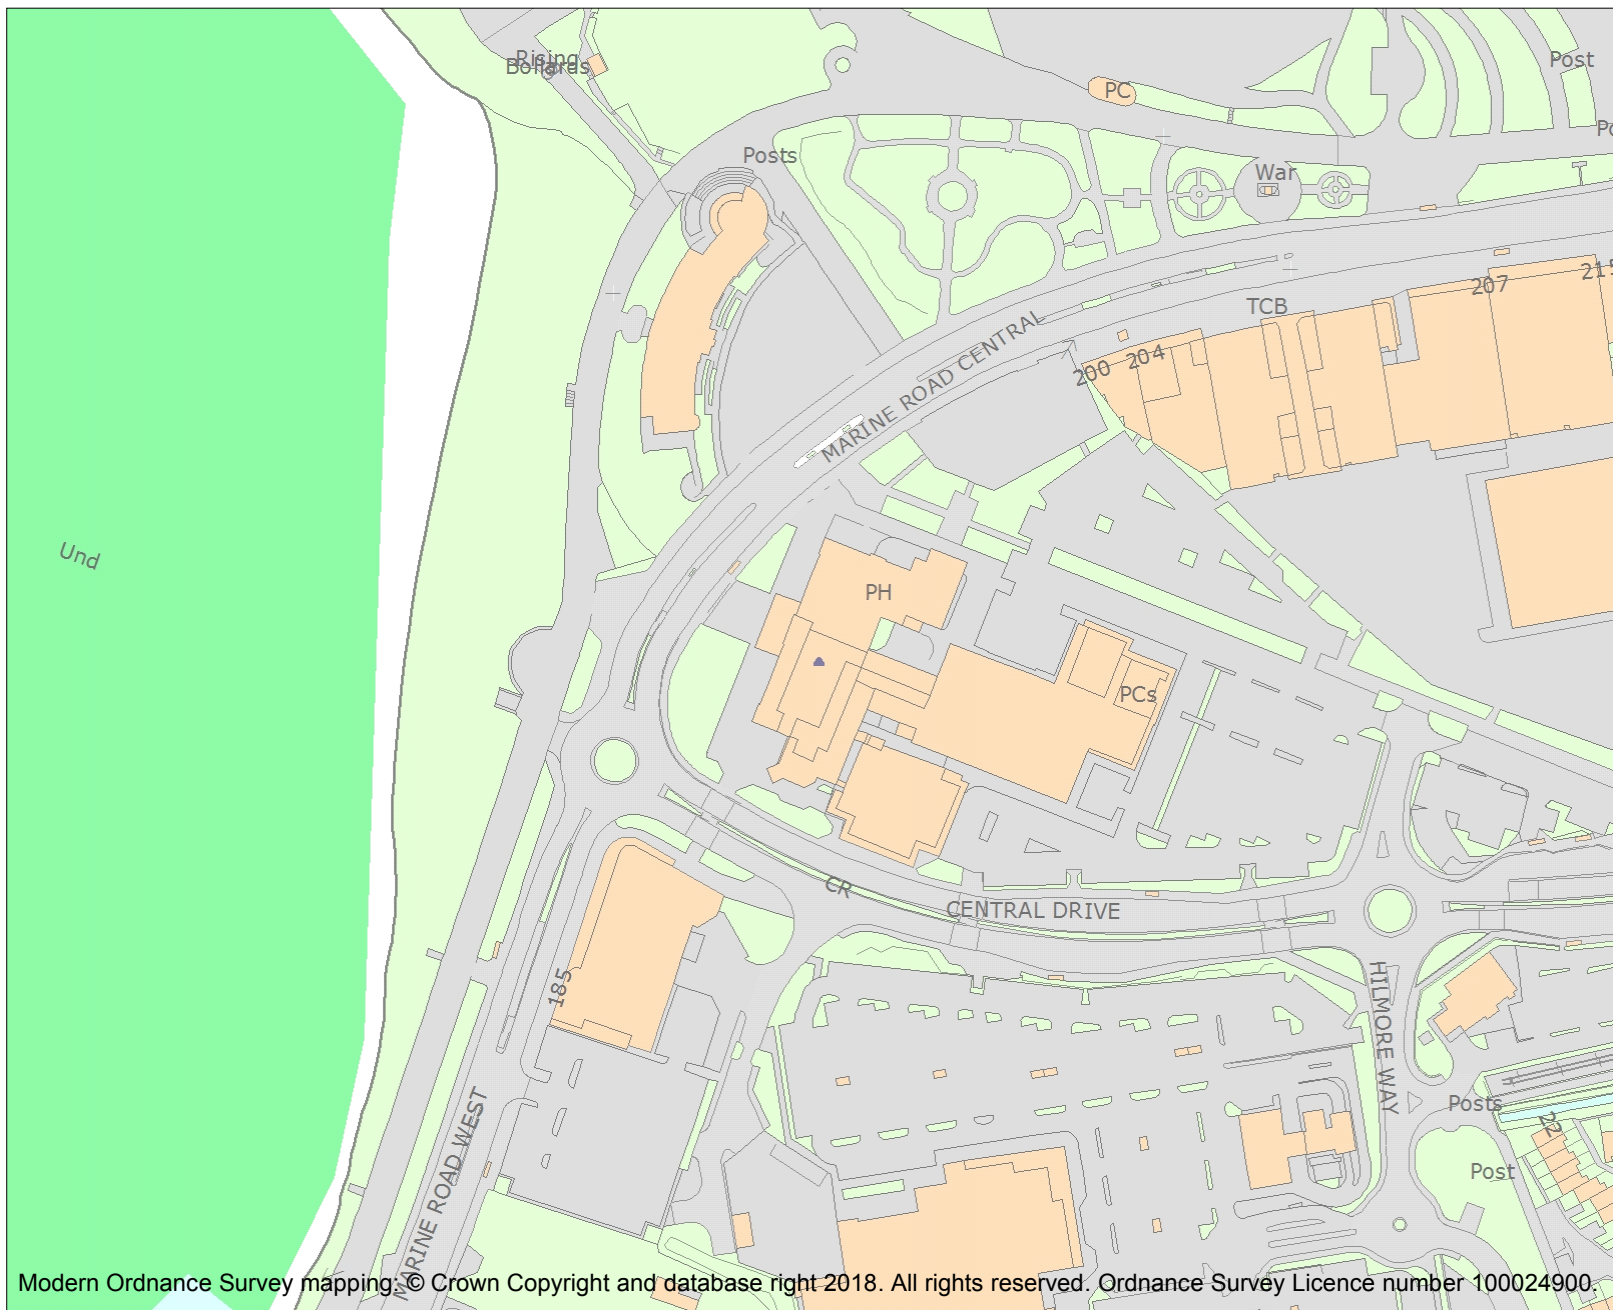 Rising
Bollards
PC
Post
Posts
War
207
215
TCB
MARINE ROAD CENTRAL
200
204
Und
PH
PCs
CR
CENTRAL DRIVE
185
HILMORE WAY
MARINE ROAD WEST
Posts
22
Post
Modern Ordnance Survey mapping: © Crown Copyright and database right 2018. All rights reserved. Ordnance Survey Licence number 100024900.